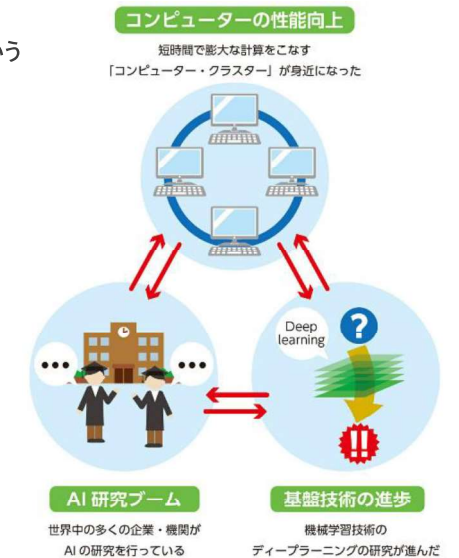 コンピューターの性能向上
いう
短時間で膨大な計算をこなす
「コンピューター・クラスター」が身近になった
Deep
learning
?
!!
AI 研究ブーム
世界中の多くの企業・機関が
AI の研究を行っている
基盤技術の進歩
機械学習技術の
ディープラーニングの研究が進んだ